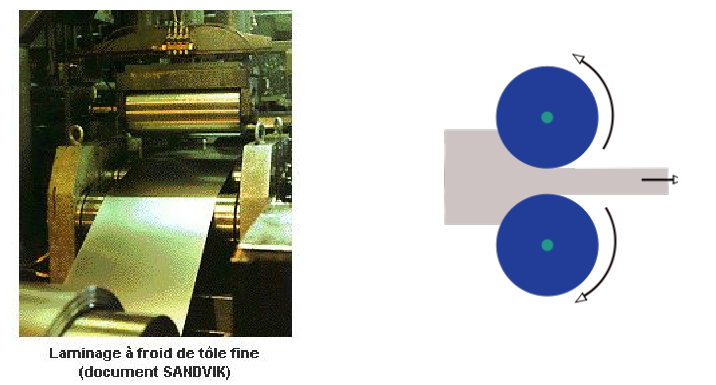 Laminage à froid de tôle fine
(document SANDVIK)